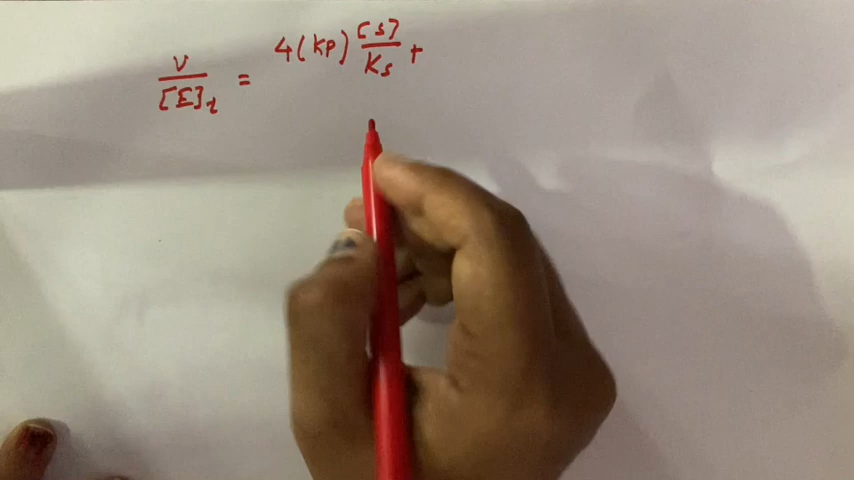 v/[E]t = 4(Kp) [S]/Ks +